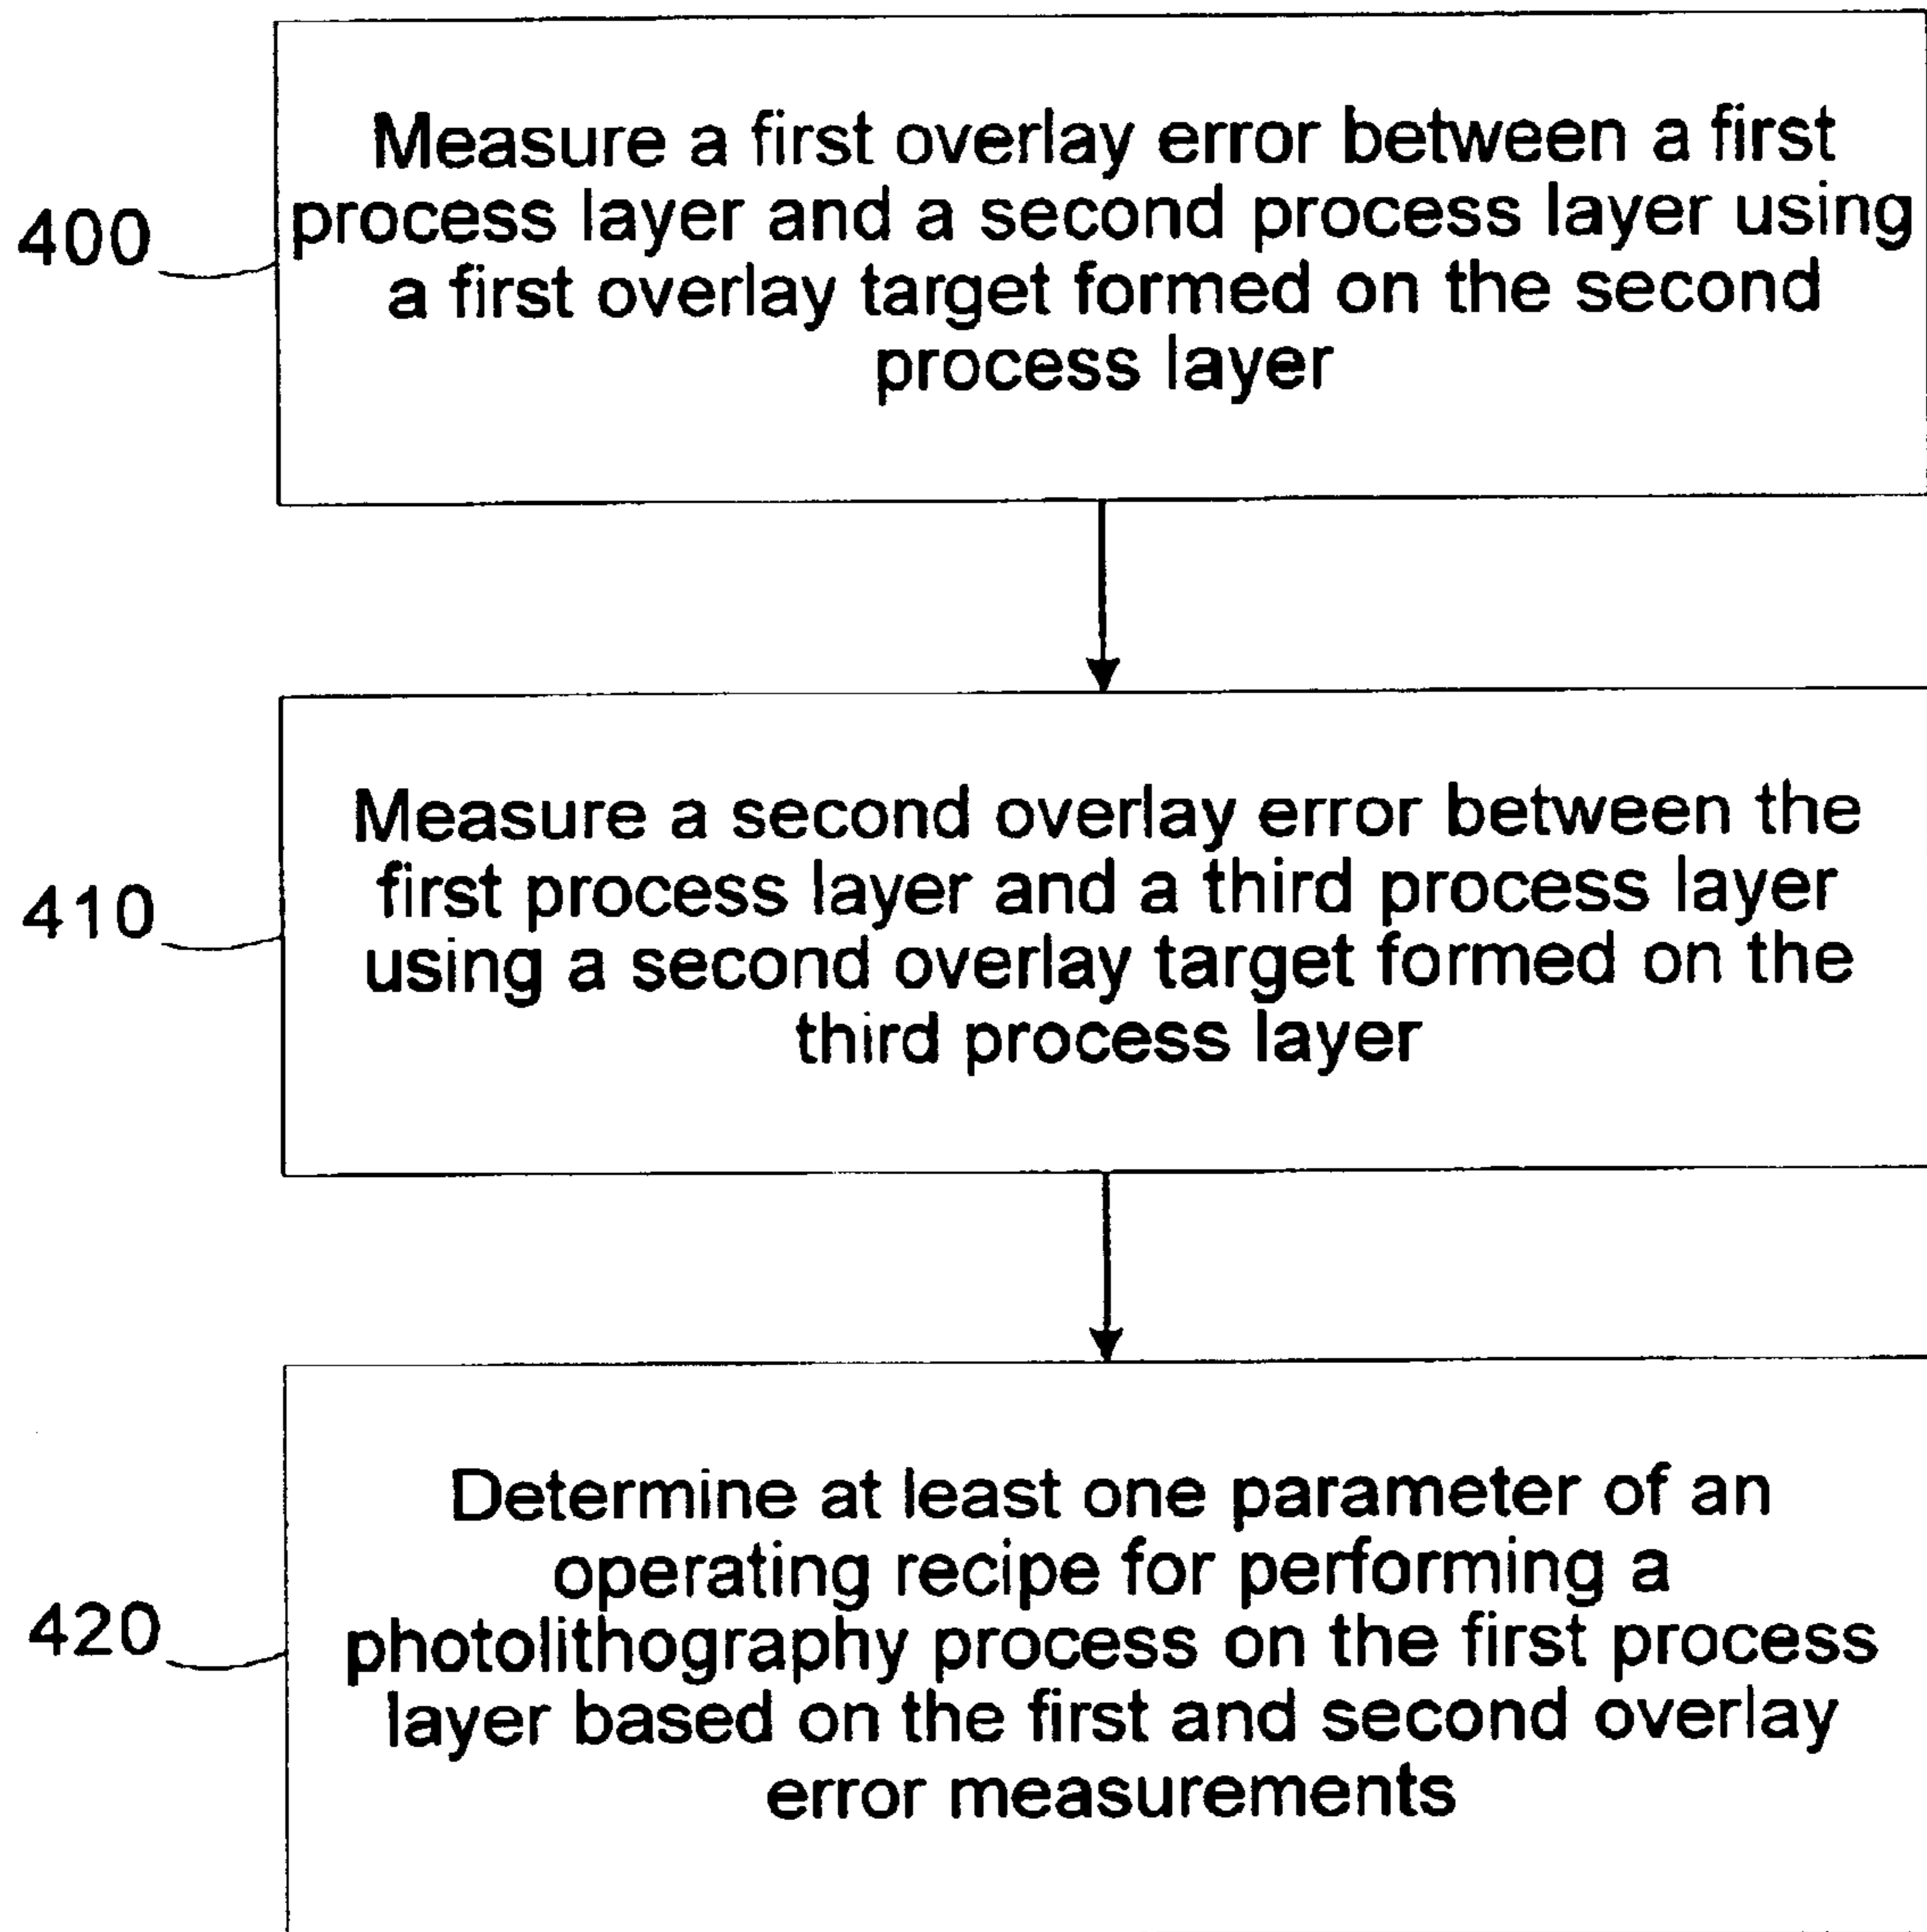 Measure a first overlay error between a first
400
process layer and a second process layer using
a first overlay target formed on the second
process layer
Measure a second overlay error between the
410
first process layer and a third process layer
using a second overlay target formed on the
third process layer
Determine at least one parameter of an
operating recipe for performing a
420
photolithography process on the first process
layer based on the first and second overlay
error measurements